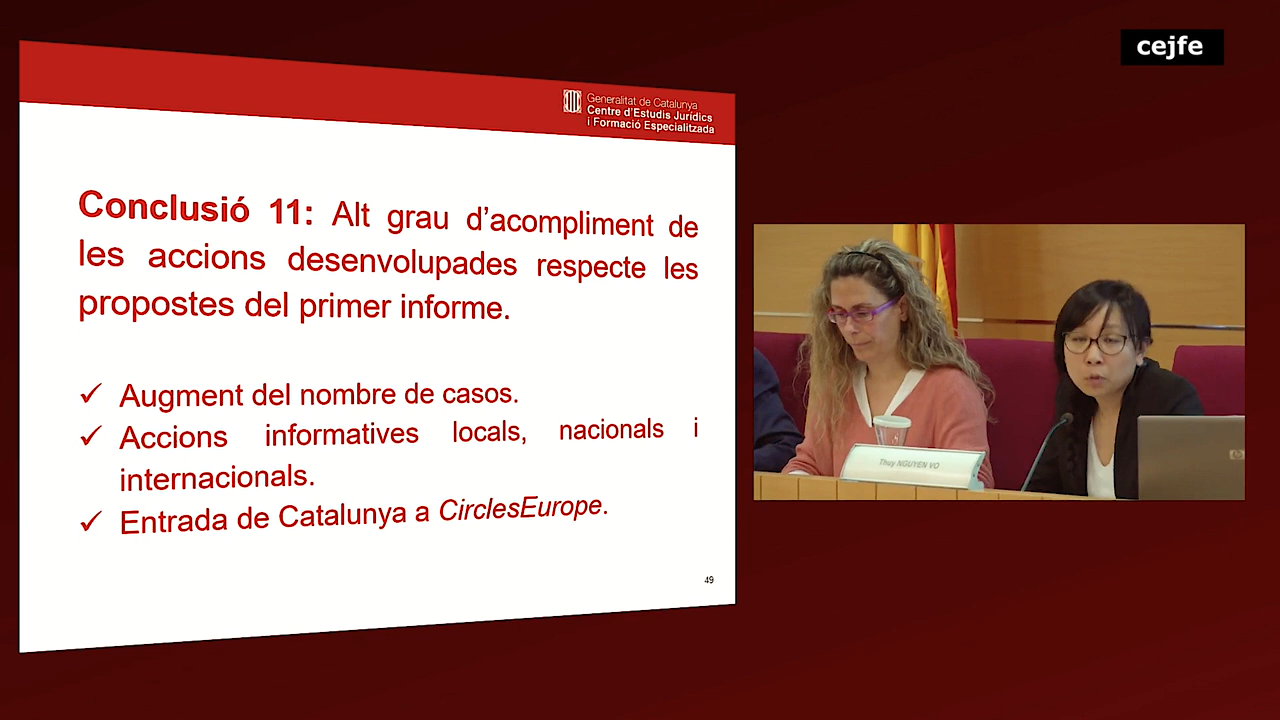 cejfe
Generalitat de Catalunya
Centre d'Estudis Jurídics
i Formació Especialitzada
Conclusió 11: Alt grau d'acompliment de
les accions desenvolupades respecte les
propostes del primer informe.
✓ Augment del nombre de casos.
✓ Accions informatives locals, nacionals i
internacionals.
✓ Entrada de Catalunya a CirclesEurope.
49
Thuy NGUYEN VO
hp